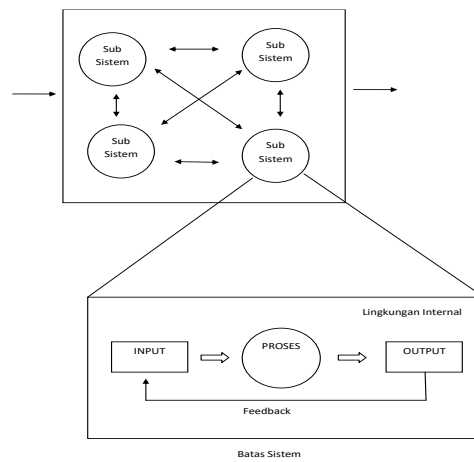 Sub
Sistem
Sub
Sistem
Sub
Sistem
Sub
Sistem
Lingkungan Internal
INPUT
PROSES
OUTPUT
Feedback
Batas Sistem